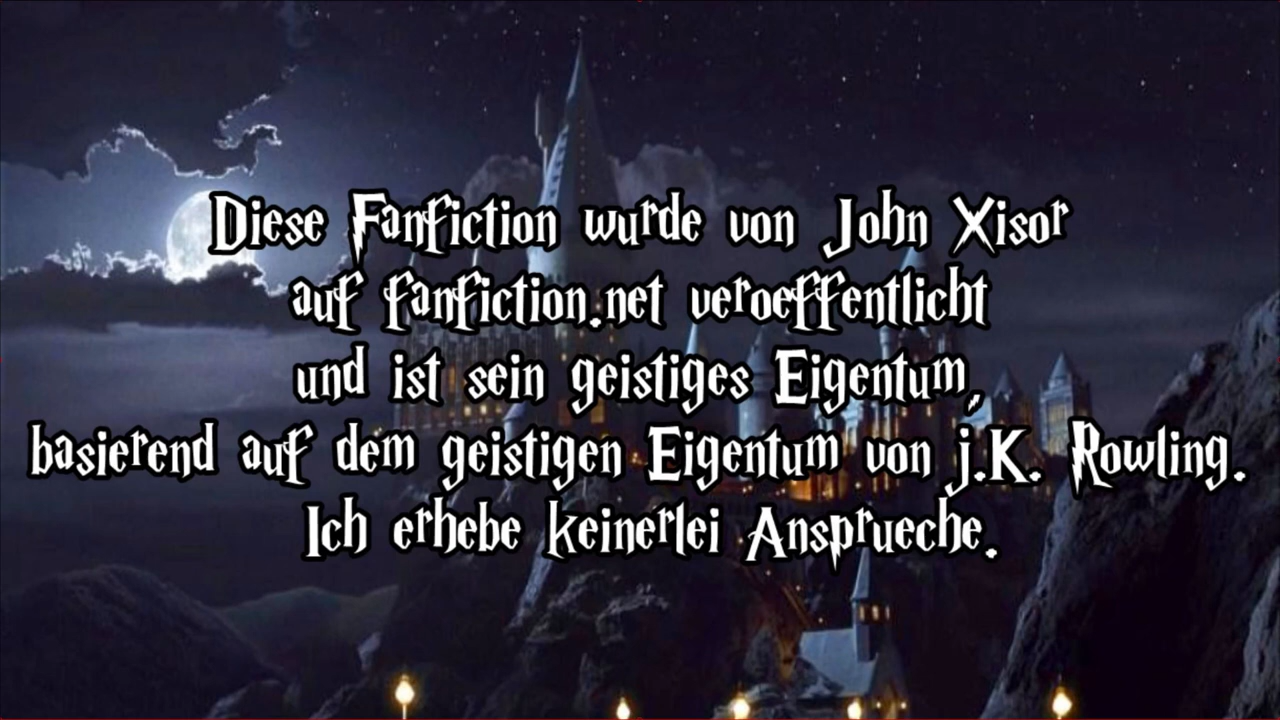 Diese Fanfiction wurde von John Xisor
auf fanfiction.net veroeffentlicht
und ist sein geistiges Eigentum,
basierend auf dem geistigen Eigentum von j.K. Rowling.
Ich erhebe keinerlei Ansprueche.